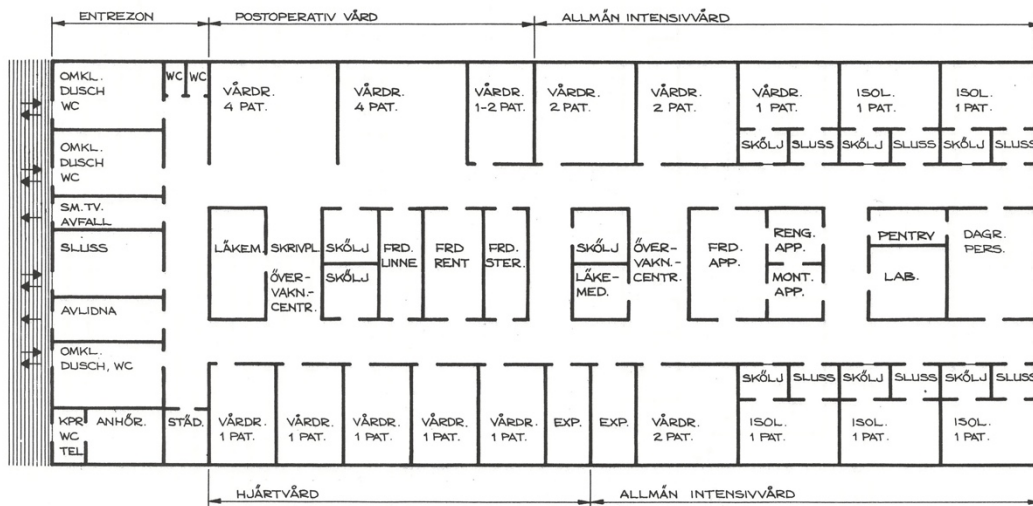 ENTREZON
POSTOPERATIV VÅRD
ALLMÄN INTENSIVVÅRD
OMKL.
DUSCH
WC
WC
WC
VÅRDR.
4 PAT.
VÅRDR.
4 PAT.
VÅRDR.
1-2 PAT.
VÅRDR.
2 PAT.
VÅRDR.
2 PAT.
VÅRDR.
1 PAT.
ISOL.
1 PAT.
ISOL.
1 PAT.
SKÖLJ
SLUSS
SKÖLJ
SLUSS
SKÖLJ
SLUSS
OMKL.
DUSCH
WC
SM.TV.
AVFALL
SLUSS
AVLIDNA
OMKL.
DUSCH, WC
KPR
WC
TEL
ANHÖR.
STÄD.
LÄKEM.
SKRIVPL.
ÖVER-
VAKN.-
CENTR.
SKÖLJ
SKÖLJ
FRD.
LINNE
FRD
RENT
FRD.
STER.
SKÖLJ
LÄKE-
MED.
ÖVER-
VAKN.-
CENTR.
FRD.
APP.
RENG.
APP.
MONT.
APP.
PENTRY
LAB.
DAGR.
PERS.
SKÖLJ
SLUSS
SKÖLJ
SLUSS
SKÖLJ
SLUSS
VÅRDR.
1 PAT.
VÅRDR.
1 PAT.
VÅRDR.
1 PAT.
VÅRDR.
1 PAT.
VÅRDR.
1 PAT.
EXP.
EXP.
VÅRDR.
2 PAT.
ISOL.
1 PAT.
ISOL.
1 PAT.
ISOL.
1 PAT.
HJÄRTVÅRD
ALLMÄN INTENSIVVÅRD